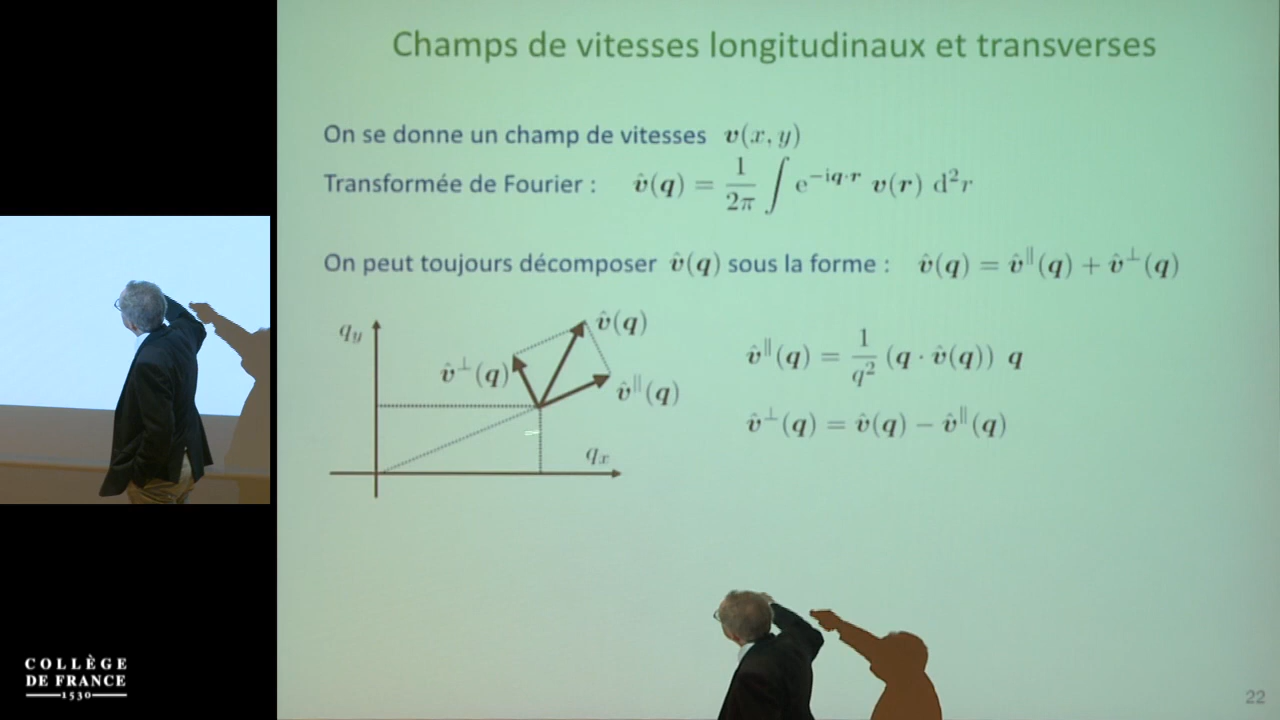 Champs de vitesses longitudinaux et transverses
On se donne un champ de vitesses v(x, y)
Transformée de Fourier : v̂(q) = 1/2π ∫ e^{−iq·r} v(r) d²r
On peut toujours décomposer v̂(q) sous la forme : v̂(q) = v̂^∥(q) + v̂^⊥(q)
q_y
v̂(q)
v̂^⊥(q)
v̂^∥(q)
q_x
v̂^∥(q) = 1/q² (q · v̂(q)) q
v̂^⊥(q) = v̂(q) − v̂^∥(q)
COLLÈGE
DE FRANCE
1530
22